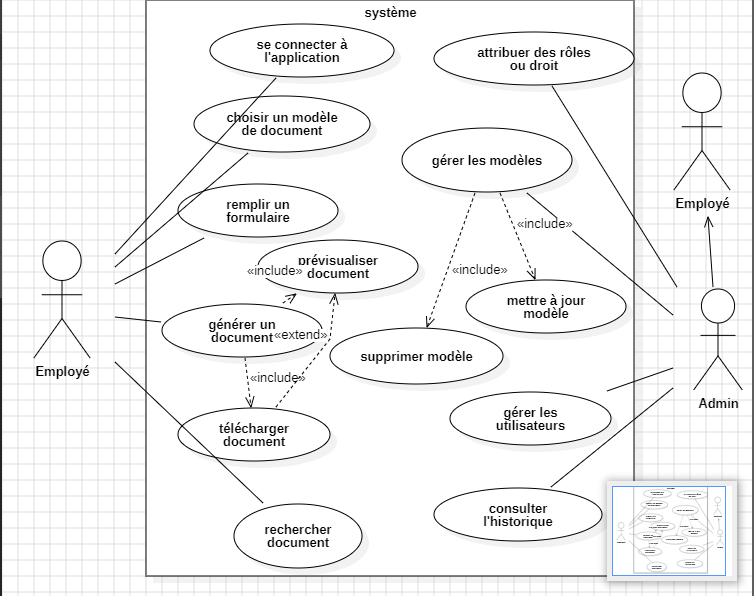 système
se connecter à
l'application
attribuer des rôles
ou droit
choisir un modèle
de document
gérer les modèles
remplir un
formulaire
Employé
«include»
prévisualiser
document
«include»
«include»
mettre à jour
modèle
générer un
document
«extend»
supprimer modèle
Employé
«include»
Admin
gérer les
utilisateurs
télécharger
document
consulter
l'historique
rechercher
document